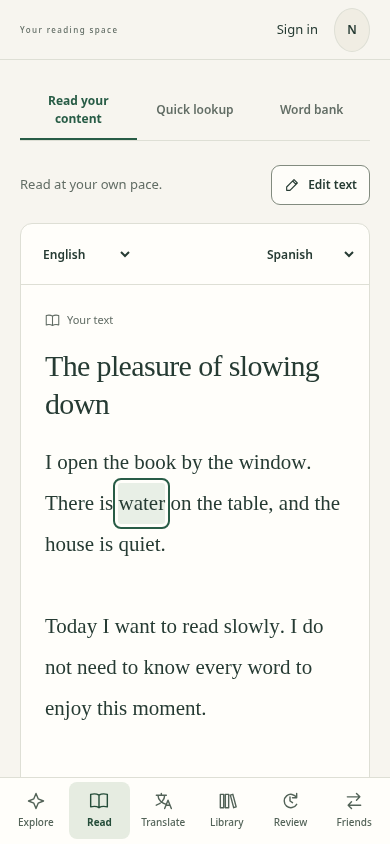 Your reading space
Sign in
N
Read your
content
Quick lookup
Word bank
Read at your own pace.
Edit text
English
Spanish
Your text
The pleasure of slowing
down
I open the book by the window.
There is water on the table, and the
house is quiet.
Today I want to read slowly. I do
not need to know every word to
enjoy this moment.
Explore
Read
Translate
Library
Review
Friends